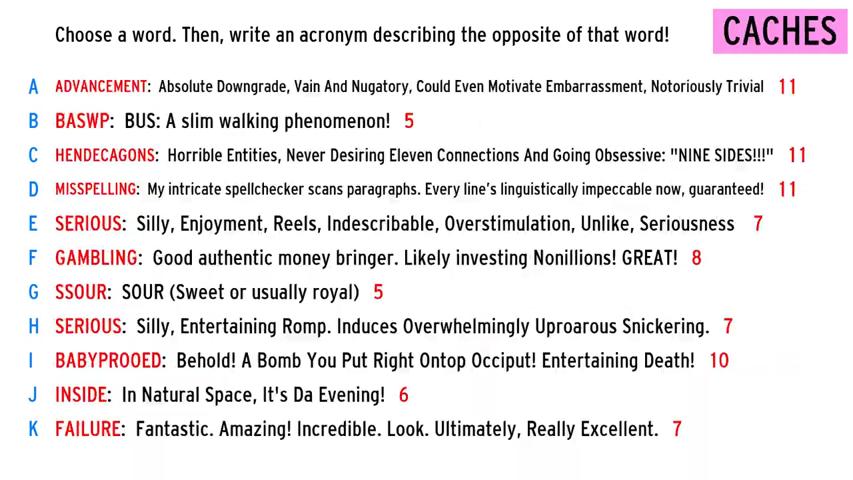 Choose a word. Then, write an acronym describing the opposite of that word!
CACHES
A ADVANCEMENT: Absolute Downgrade, Vain And Nugatory, Could Even Motivate Embarrassment, Notoriously Trivial 11
B BASWP: BUS: A slim walking phenomenon! 5
C HENDECAGONS: Horrible Entities, Never Desiring Eleven Connections And Going Obsessive: "NINE SIDES!!!" 11
D MISSPELLING: My intricate spellchecker scans paragraphs. Every line's linguistically impeccable now, guaranteed! 11
E SERIOUS: Silly, Enjoyment, Reels, Indescribable, Overstimulation, Unlike, Seriousness 7
F GAMBLING: Good authentic money bringer. Likely investing Nonillions! GREAT! 8
G SSOUR: SOUR (Sweet or usually royal) 5
H SERIOUS: Silly, Entertaining Romp. Induces Overwhelmingly Uproarous Snickering. 7
I BABYPROOED: Behold! A Bomb You Put Right Ontop Occiput! Entertaining Death! 10
J INSIDE: In Natural Space, It's Da Evening! 6
K FAILURE: Fantastic. Amazing! Incredible. Look. Ultimately, Really Excellent. 7